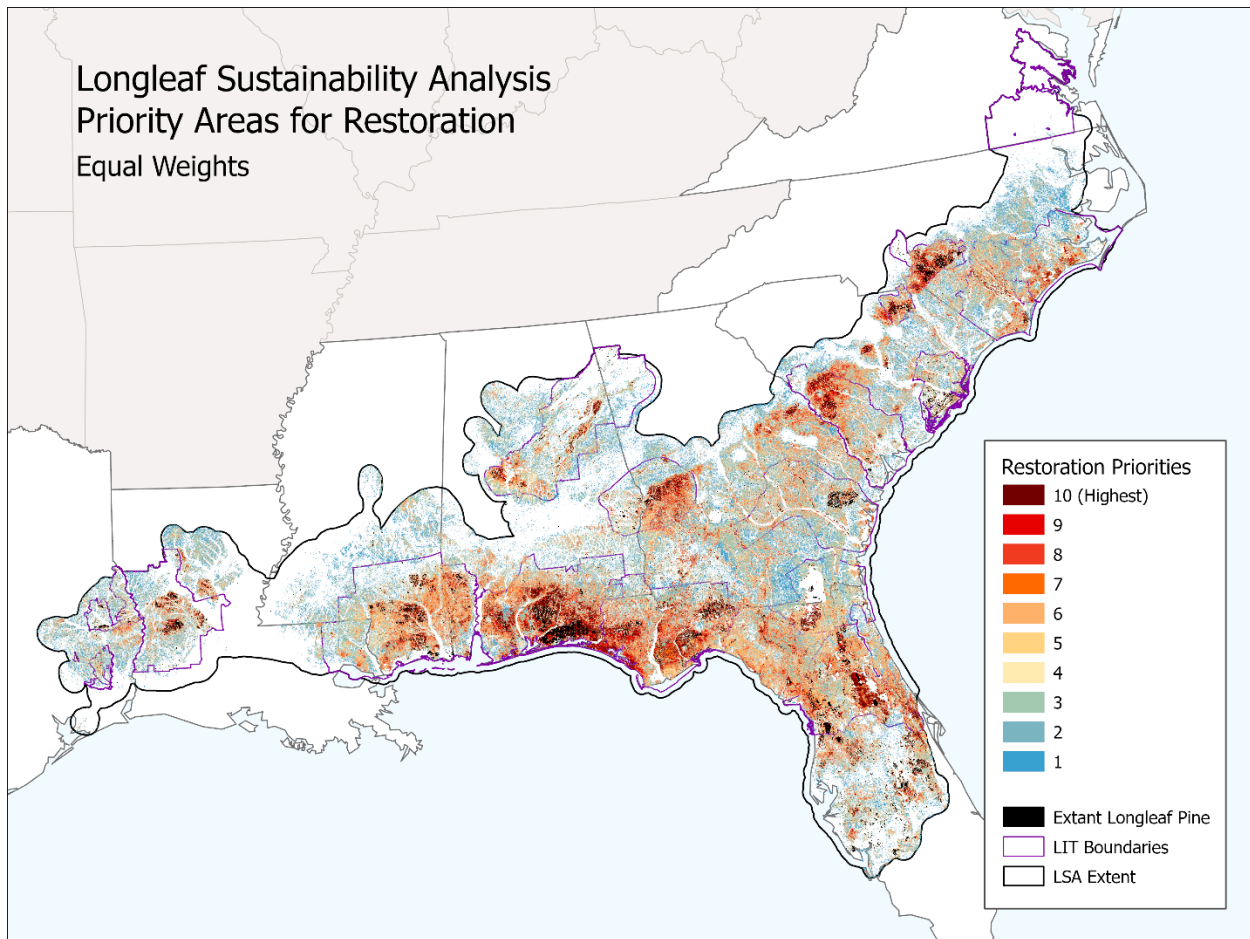 Longleaf Sustainability Analysis
Priority Areas for Restoration
Equal Weights
Restoration Priorities
10 (Highest)
9
8
7
6
5
4
3
2
1
Extant Longleaf Pine
LIT Boundaries
LSA Extent